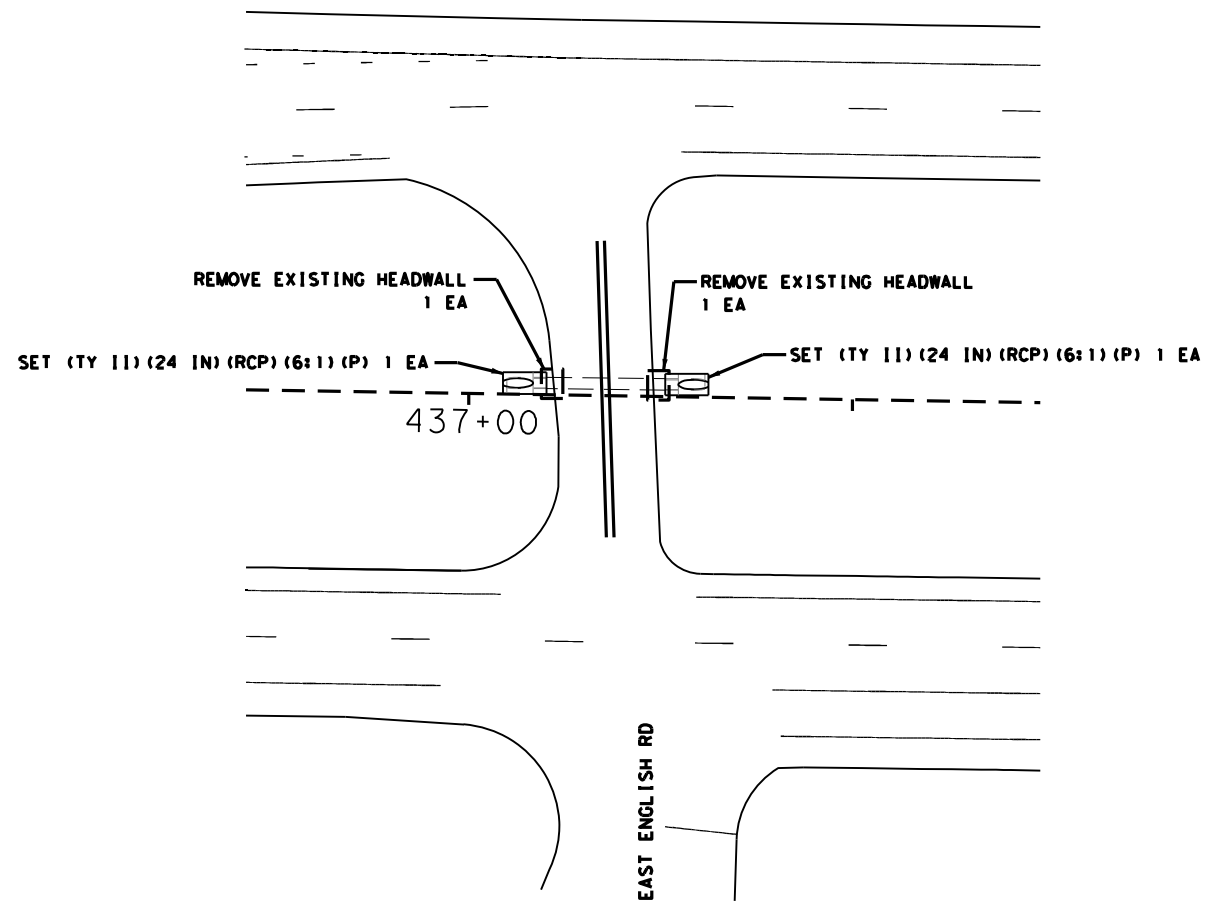 REMOVE EXISTING HEADWALL
1 EA
REMOVE EXISTING HEADWALL
1 EA
SET (TY II)(24 IN)(RCP)(6:1)(P) 1 EA
SET (TY II)(24 IN)(RCP)(6:1)(P) 1 EA
437+00
EAST ENGLISH RD